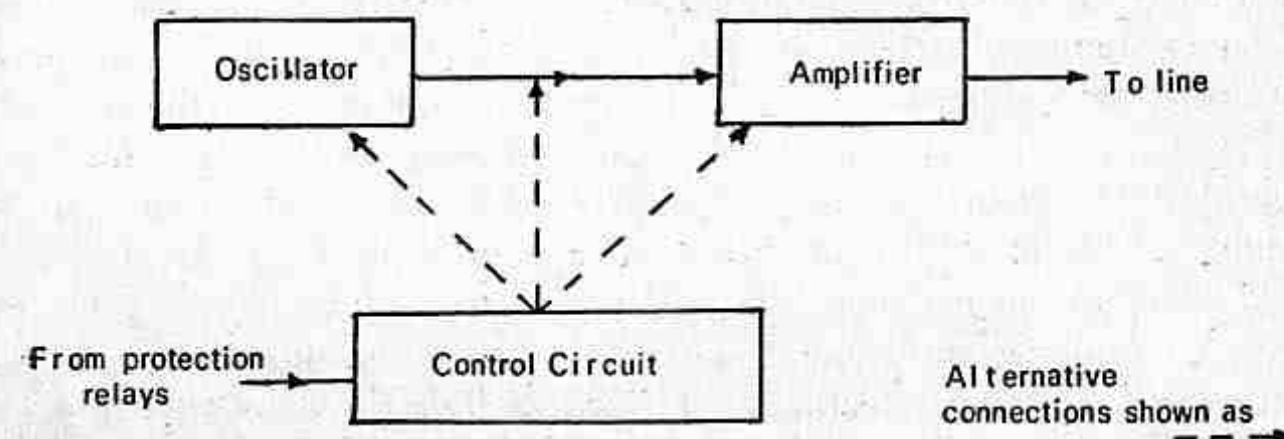 Oscillator
Amplifier
To line
From protection
relays
Control Circuit
Alternative
connections shown as